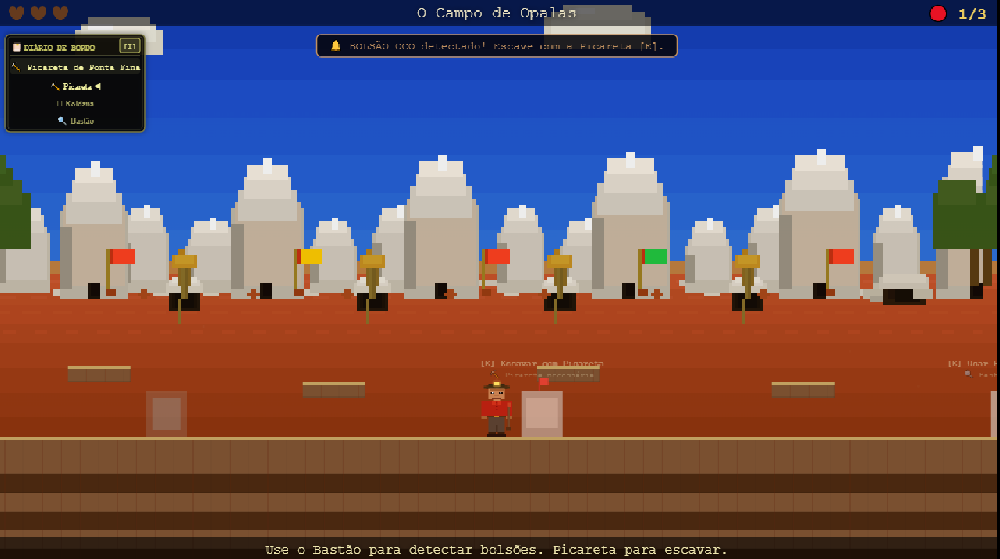 O Campo de Opalas
1/3
DIÁRIO DE BORDO [I]
Picareta de Ponta Fina
Picareta
Roldana
Bastão
BOLSÃO OCO detectado! Escave com a Picareta [E].
[E] Escavar com Picareta
Picareta necessária
[E] Usar
Bast
Use o Bastão para detectar bolsões. Picareta para escavar.